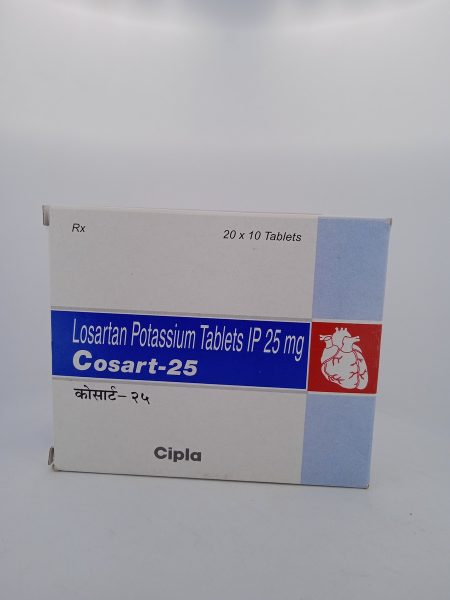 Rx
20 x 10 Tablets
Losartan Potassium Tablets IP 25 mg
Cosart-25
कोसार्ट-२५
Cipla